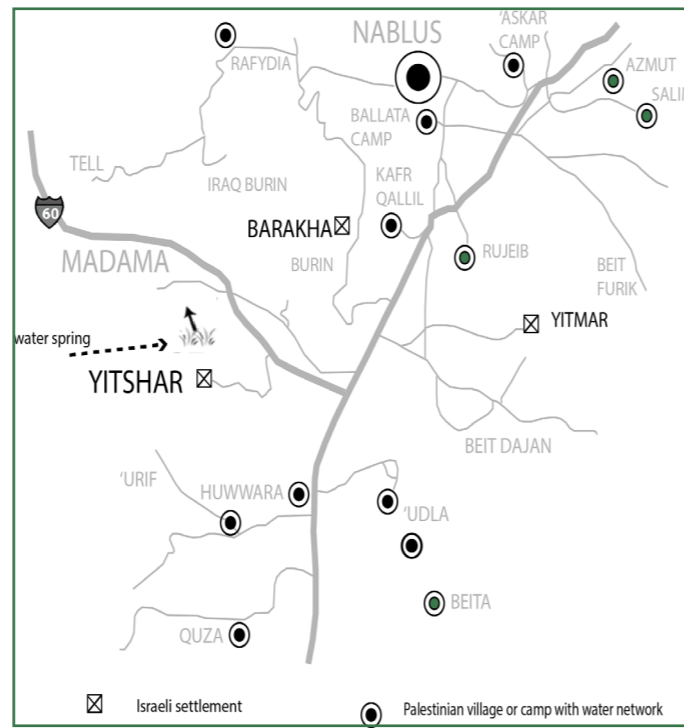 NABLUS
'ASKAR
CAMP
RAFYDIA
AZMUT
BALLATA
CAMP
TELL
IRAQ BURIN
KAFR
QALLIL
60
BARAKHA
MADAMA
BURIN
RUJEIB
BEIT
FURIK
YITMAR
water spring
YITSHAR
BEIT DAJAN
'URIF
HUWWARA
'UDLA
BEITA
QUZA
Israeli settlement
Palestinian village or camp with water network